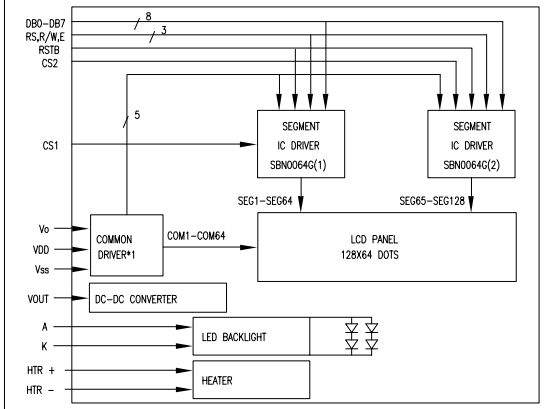 DB0-DB7
8
RS,R/W,E
3
RSTB
CS2
5
CS1
SEGMENT
IC DRIVER
SBN0064G(1)
SEGMENT
IC DRIVER
SBN0064G(2)
SEG1-SEG64
SEG65-SEG128
Vo
VDD
Vss
COMMON
DRIVER*1
COM1-COM64
LCD PANEL
128X64 DOTS
VOUT
DC-DC CONVERTER
A
K
LED BACKLIGHT
HTR +
HTR -
HEATER